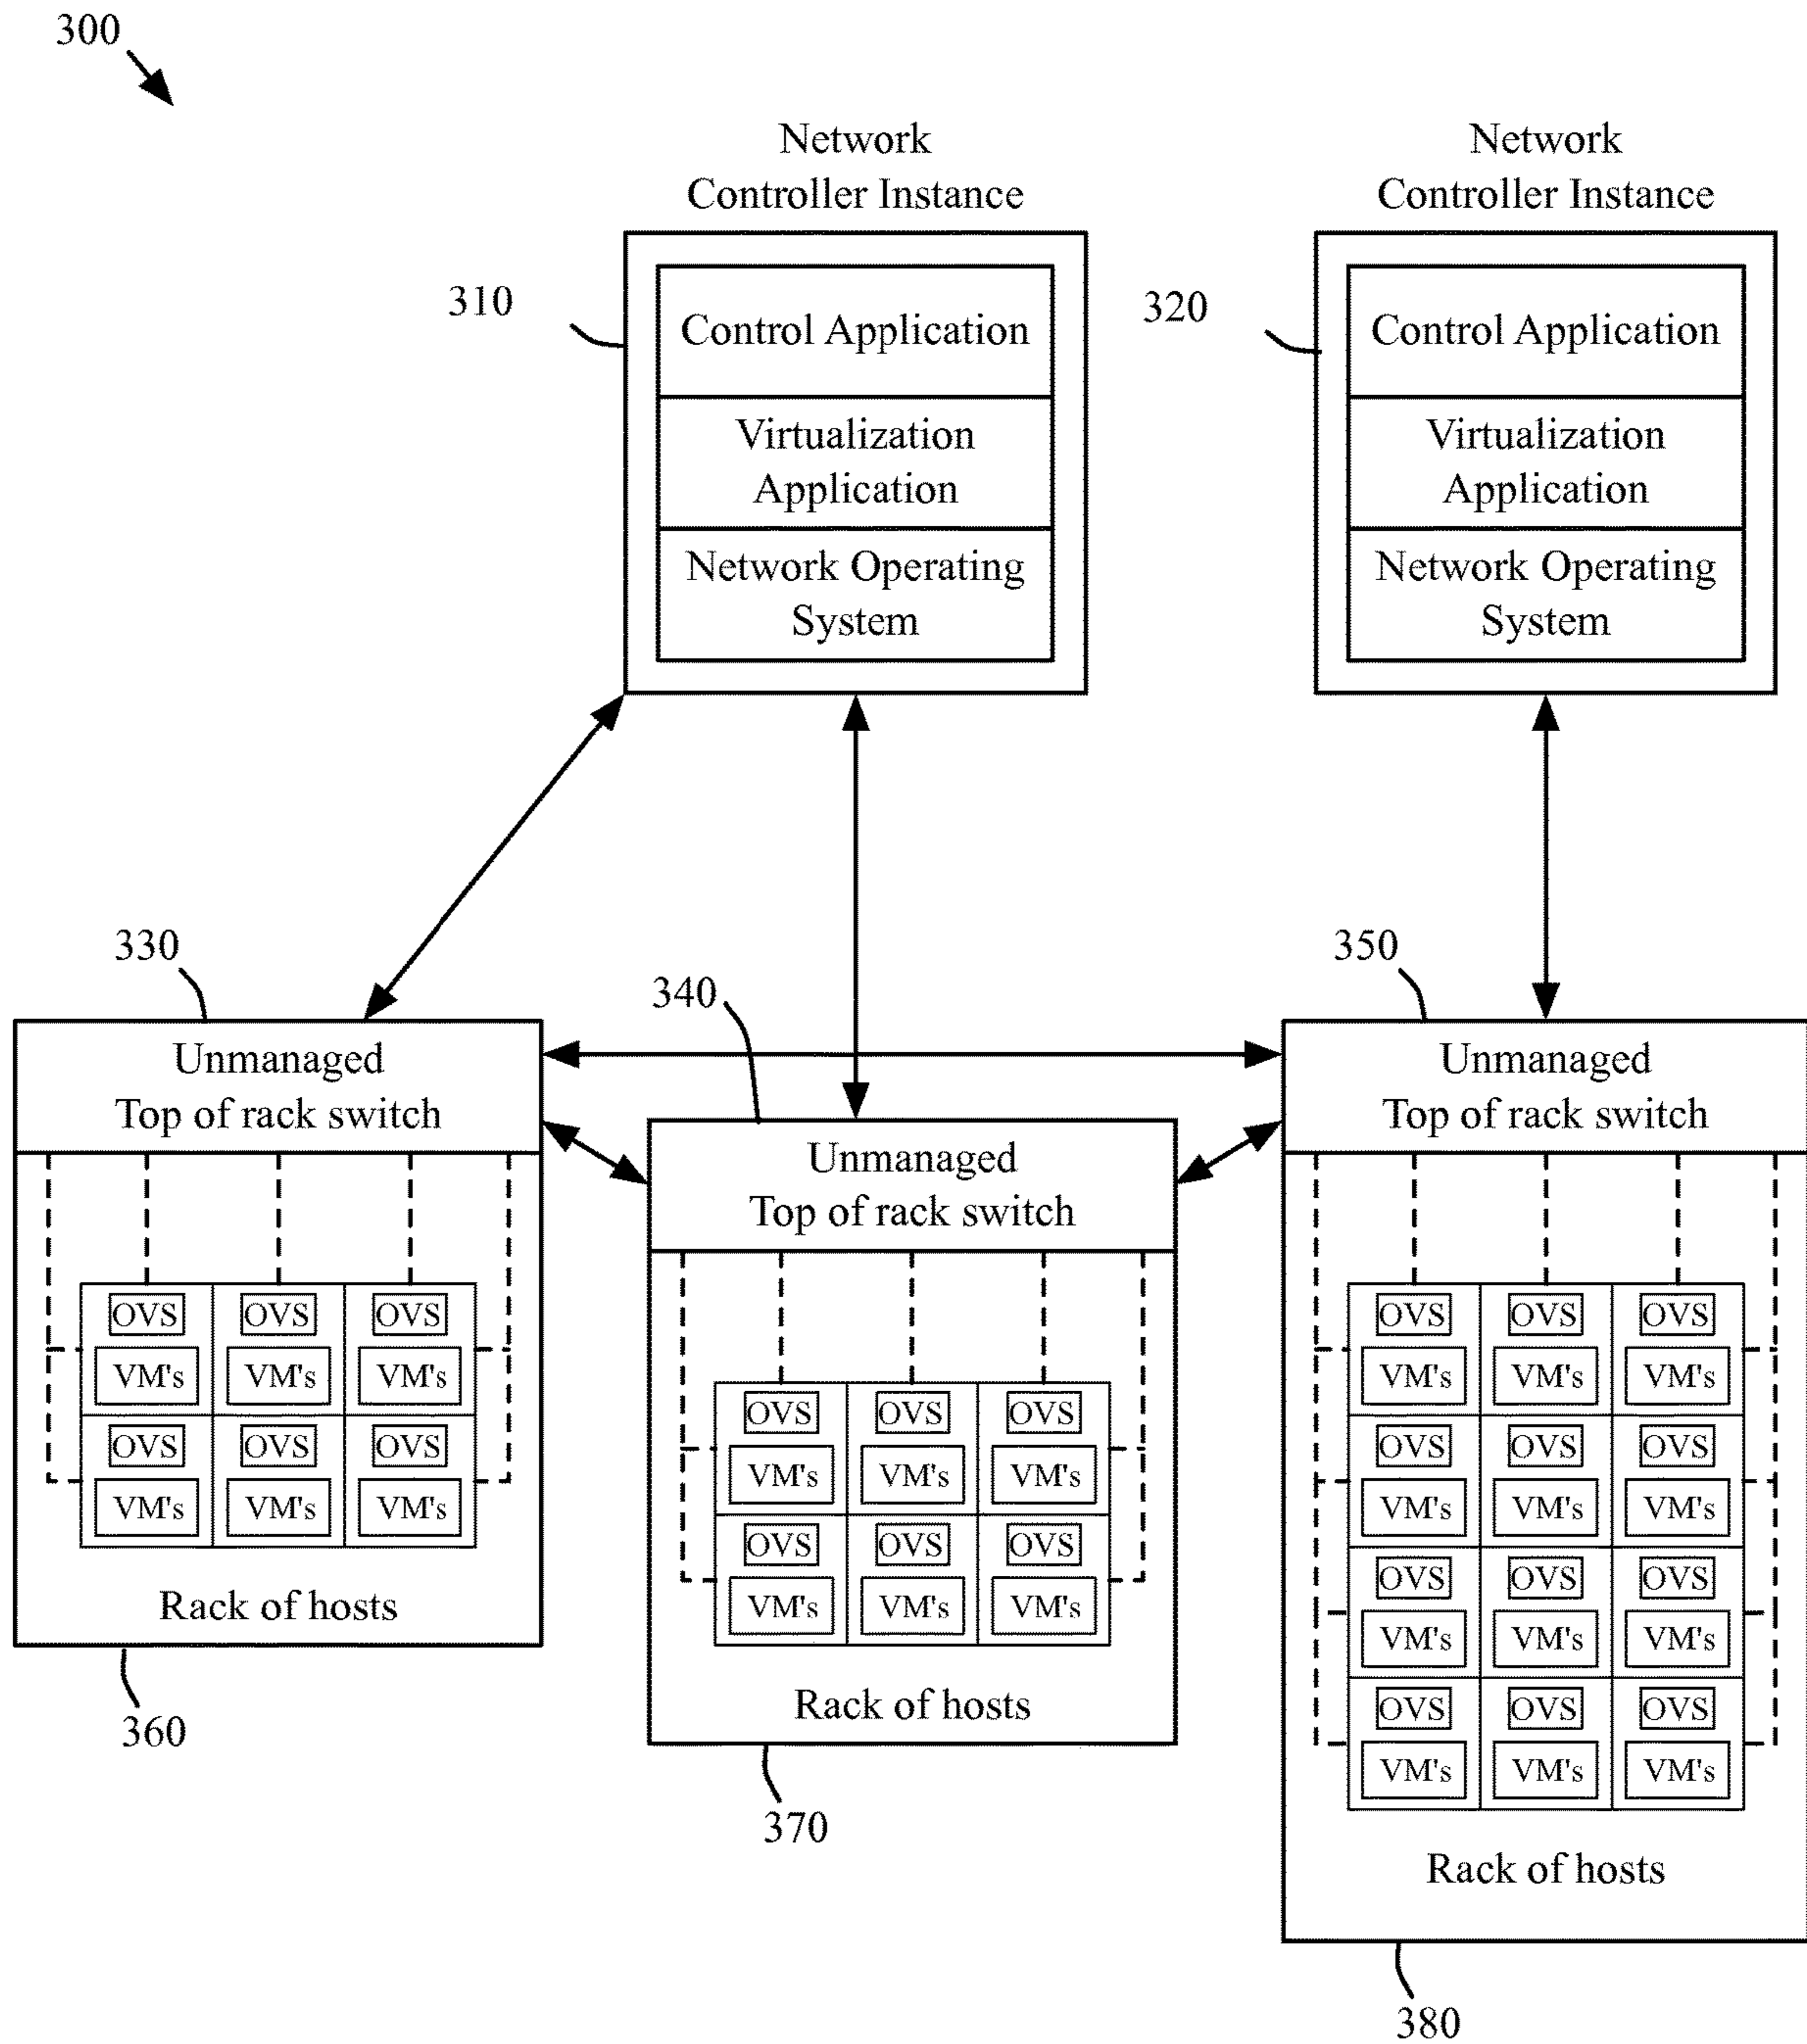 300
Network
Controller Instance
310
Control Application
Virtualization
Application
Network Operating
System
Network
Controller Instance
320
Control Application
Virtualization
Application
Network Operating
System
330
Unmanaged
Top of rack switch
OVS OVS OVS
VM's VM's VM's
OVS OVS OVS
VM's VM's VM's
Rack of hosts
360
340
Unmanaged
Top of rack switch
OVS OVS OVS
VM's VM's VM's
OVS OVS OVS
VM's VM's VM's
Rack of hosts
370
350
Unmanaged
Top of rack switch
OVS OVS OVS
VM's VM's VM's
OVS OVS OVS
VM's VM's VM's
OVS OVS OVS
VM's VM's VM's
OVS OVS OVS
VM's VM's VM's
Rack of hosts
380